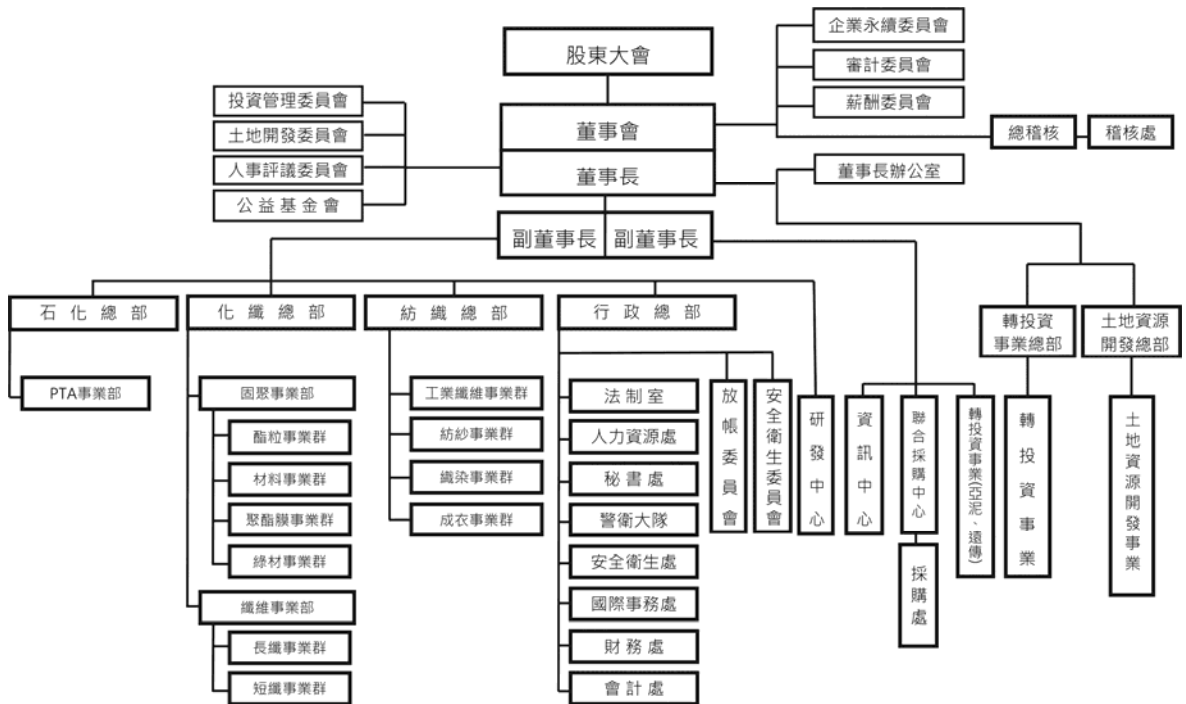 股東大會
董事會
董事長
副董事長
副董事長
投資管理委員會
土地開發委員會
人事評議委員會
公益基金會
企業永續委員會
審計委員會
薪酬委員會
總稽核
稽核處
董事長辦公室
石化總部
PTA事業部
化纖總部
固聚事業部
酯粒事業群
材料事業群
聚酯膜事業群
綠材事業群
纖維事業部
長纖事業群
短纖事業群
紡織總部
工業纖維事業群
紡紗事業群
織染事業群
成衣事業群
行政總部
法制室
人力資源處
秘書處
警衛大隊
安全衛生處
國際事務處
財務處
會計處
放帳委員會
安全衛生委員會
研發中心
資訊中心
聯合採購中心
採購處
轉投資事業(亞泥、遠傳)
轉投資
事業總部
轉投資事業
土地資源
開發總部
土地資源開發事業